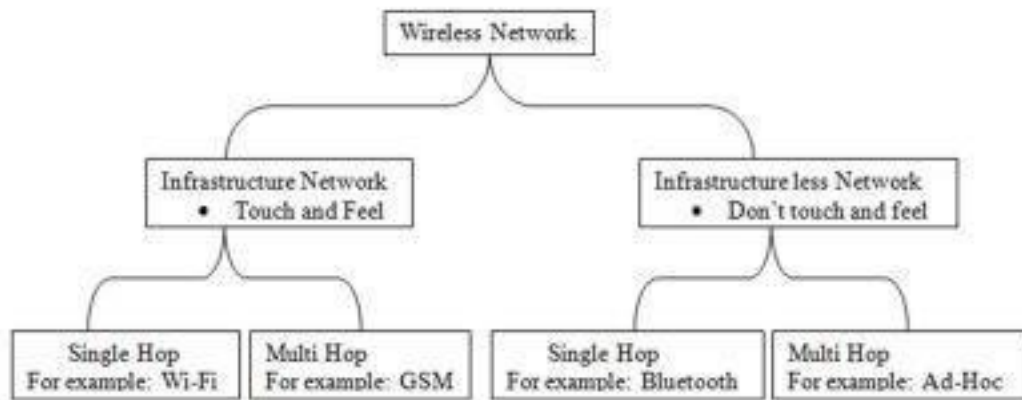 Wireless Network
Infrastructure Network
• Touch and Feel
Infrastructure less Network
• Don`t touch and feel
Single Hop
For example: Wi-Fi
Multi Hop
For example: GSM
Single Hop
For example: Bluetooth
Multi Hop
For example: Ad-Hoc